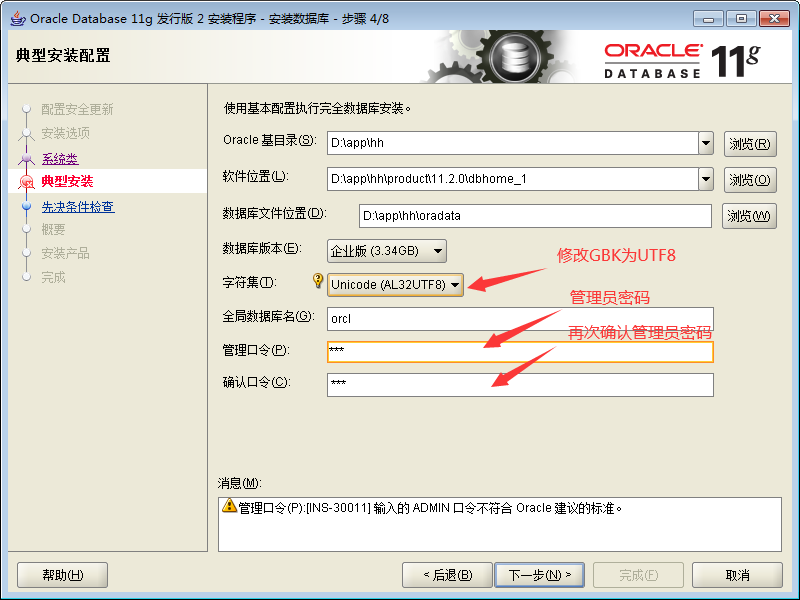 Oracle Database 11g 发行版 2 安装程序 - 安装数据库 - 步骤 4/8
典型安装配置
ORACLE
DATABASE 11g
配置安全更新
安装选项
系统类
典型安装
先决条件检查
概要
安装产品
完成
使用基本配置执行完全数据库安装。
Oracle 基目录(S): D:\app\hh 浏览(R)
软件位置(L): D:\app\hh\product\11.2.0\dbhome_1 浏览(O)
数据库文件位置(D): D:\app\hh\oradata 浏览(W)
数据库版本(E): 企业版 (3.34GB)
修改GBK为UTF8
字符集(T): Unicode (AL32UTF8)
管理员密码
全局数据库名(G): orcl
再次确认管理员密码
管理口令(P): ***
确认口令(C): ***
消息(M):
管理口令(P):[INS-30011] 输入的 ADMIN 口令不符合 Oracle 建议的标准。
帮助(H) < 后退(B) 下一步(N) > 完成(F) 取消